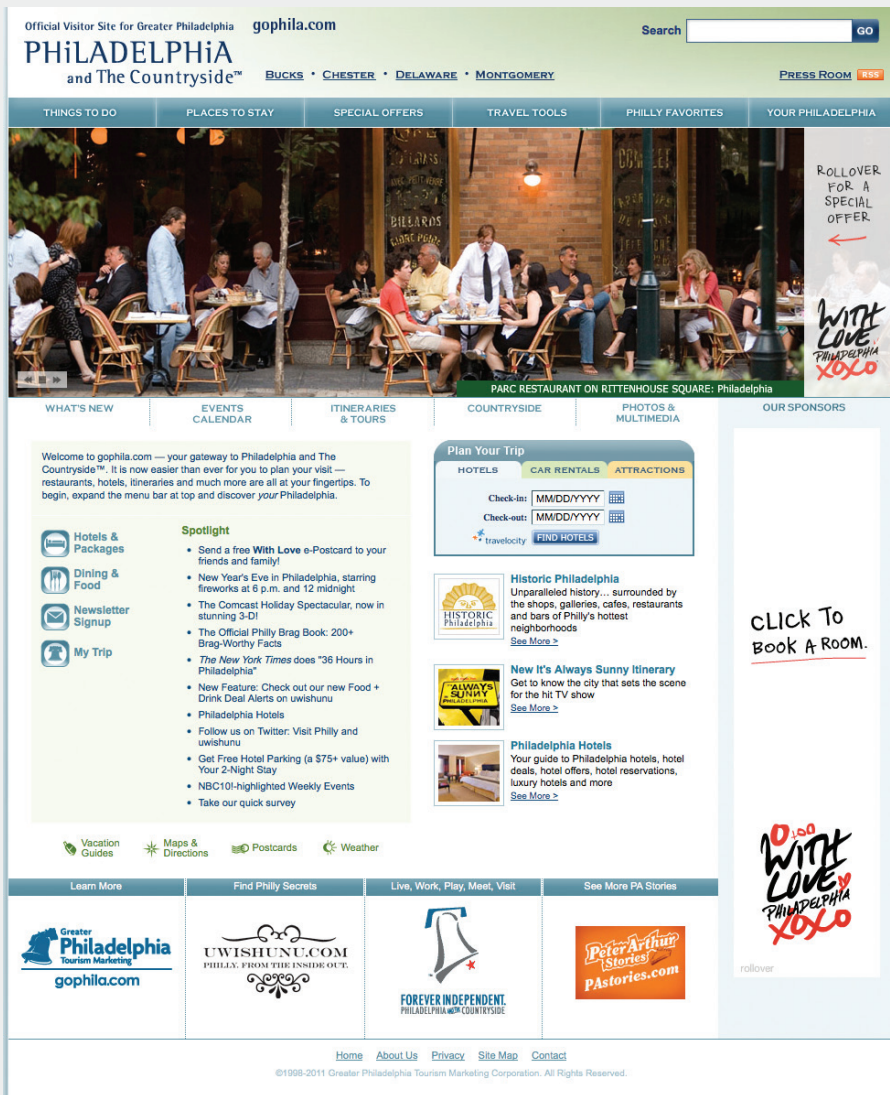 Official Visitor Site for Greater Philadelphia gophila.com
Search GO
PHiLADELPHiA
and The Countryside™
BUCKS • CHESTER • DELAWARE • MONTGOMERY
PRESS ROOM RSS
THINGS TO DO PLACES TO STAY SPECIAL OFFERS TRAVEL TOOLS PHILLY FAVORITES YOUR PHILADELPHIA
BILLARDS
ROLLOVER
FOR A
SPECIAL
OFFER
WITH
LOVE
PHILADELPHIA
XOXO
PARC RESTAURANT ON RITTENHOUSE SQUARE: Philadelphia
WHAT'S NEW
EVENTS
CALENDAR
ITINERARIES
& TOURS
COUNTRYSIDE
PHOTOS &
MULTIMEDIA
OUR SPONSORS
Welcome to gophila.com — your gateway to Philadelphia and The
Countryside™. It is now easier than ever for you to plan your visit —
restaurants, hotels, itineraries and much more are all at your fingertips. To
begin, expand the menu bar at top and discover your Philadelphia.
Hotels &
Packages
Dining &
Food
Newsletter
Signup
My Trip
Spotlight
• Send a free With Love e-Postcard to your
friends and family!
• New Year's Eve in Philadelphia, starring
fireworks at 6 p.m. and 12 midnight
• The Comcast Holiday Spectacular, now in
stunning 3-D!
• The Official Philly Brag Book: 200+
Brag-Worthy Facts
• The New York Times does "36 Hours in
Philadelphia"
• New Feature: Check out our new Food +
Drink Deal Alerts on uwishunu
• Philadelphia Hotels
• Follow us on Twitter: Visit Philly and
uwishunu
• Get Free Hotel Parking (a $75+ value) with
Your 2-Night Stay
• NBC10!-highlighted Weekly Events
• Take our quick survey
Plan Your Trip
HOTELS CAR RENTALS ATTRACTIONS
Check-in: MM/DD/YYYY
Check-out: MM/DD/YYYY
travelocity FIND HOTELS
HISTORIC
Philadelphia
Historic Philadelphia
Unparalleled history… surrounded by
the shops, galleries, cafes, restaurants
and bars of Philly's hottest
neighborhoods
See More >
ALWAYS
SUNNY
PHILADELPHIA
New It's Always Sunny Itinerary
Get to know the city that sets the scene
for the hit TV show
See More >
Philadelphia Hotels
Your guide to Philadelphia hotels, hotel
deals, hotel offers, hotel reservations,
luxury hotels and more
See More >
CLICK TO
BOOK A ROOM.
WITH
LOVE
PHILADELPHIA
XOXO
rollover
Vacation
Guides
Maps &
Directions
Postcards
Weather
Learn More
Find Philly Secrets
Live, Work, Play, Meet, Visit
See More PA Stories
Greater
Philadelphia
Tourism Marketing
gophila.com
UWISHUNU.COM
PHILLY. FROM THE INSIDE OUT.
FOREVER INDEPENDENT.
PHILADELPHIA AND THE COUNTRYSIDE
PeterArthur
Stories
PAstories.com
Home About Us Privacy Site Map Contact
©1998-2011 Greater Philadelphia Tourism Marketing Corporation. All Rights Reserved.